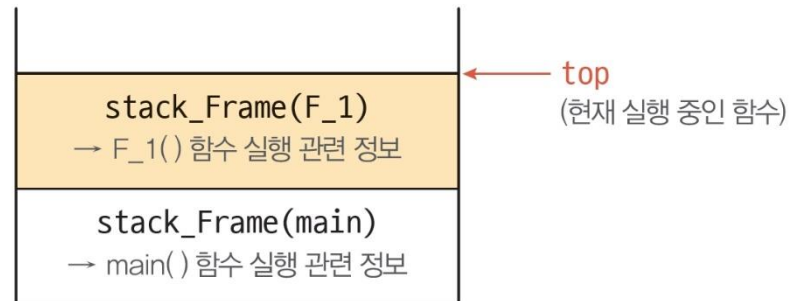 stack_Frame(F_1)
→ F_1( ) 함수 실행 관련 정보
top
(현재 실행 중인 함수)
stack_Frame(main)
→ main( ) 함수 실행 관련 정보